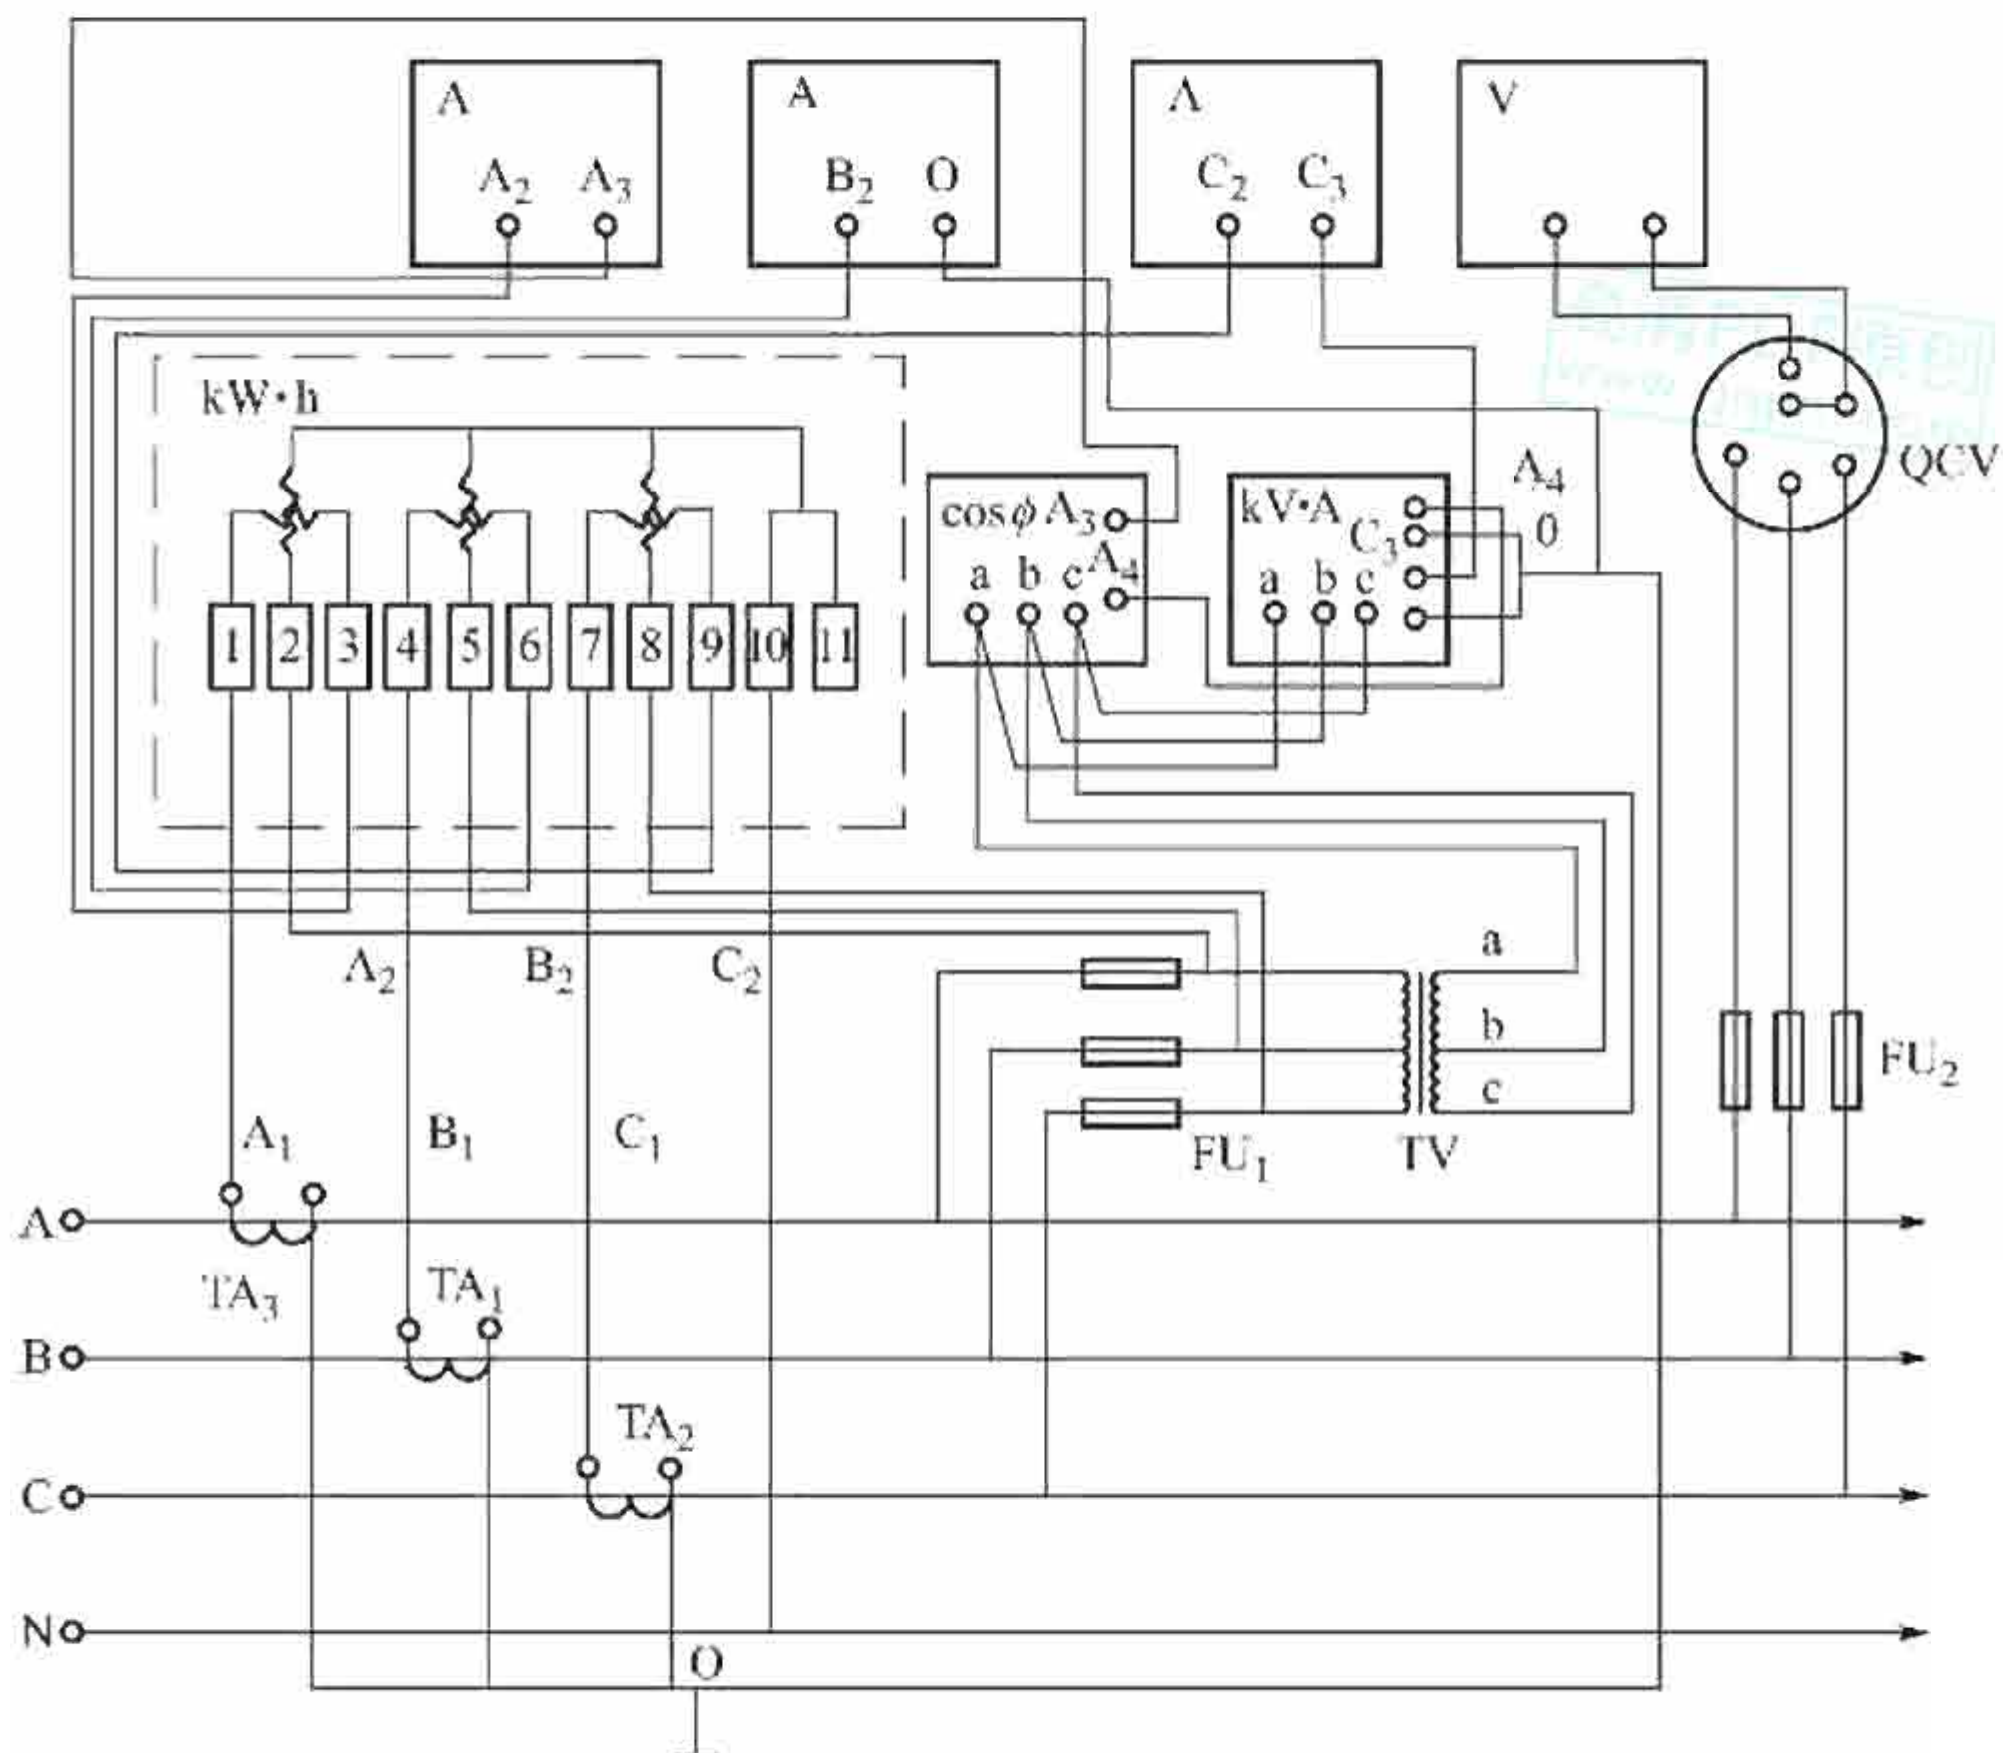 A A A V
A2 A3 B2 O C2 C3
kW·h
QCV
cosφ A3 kV·A A4
C3 0
a b c A4 a b c
1 2 3 4 5 6 7 8 9 10 11
A2 B2 C2 a
b
FU2
c
A1 B1 C1 FU1 TV
A
TA3 TA1
B
TA2
C
N
O